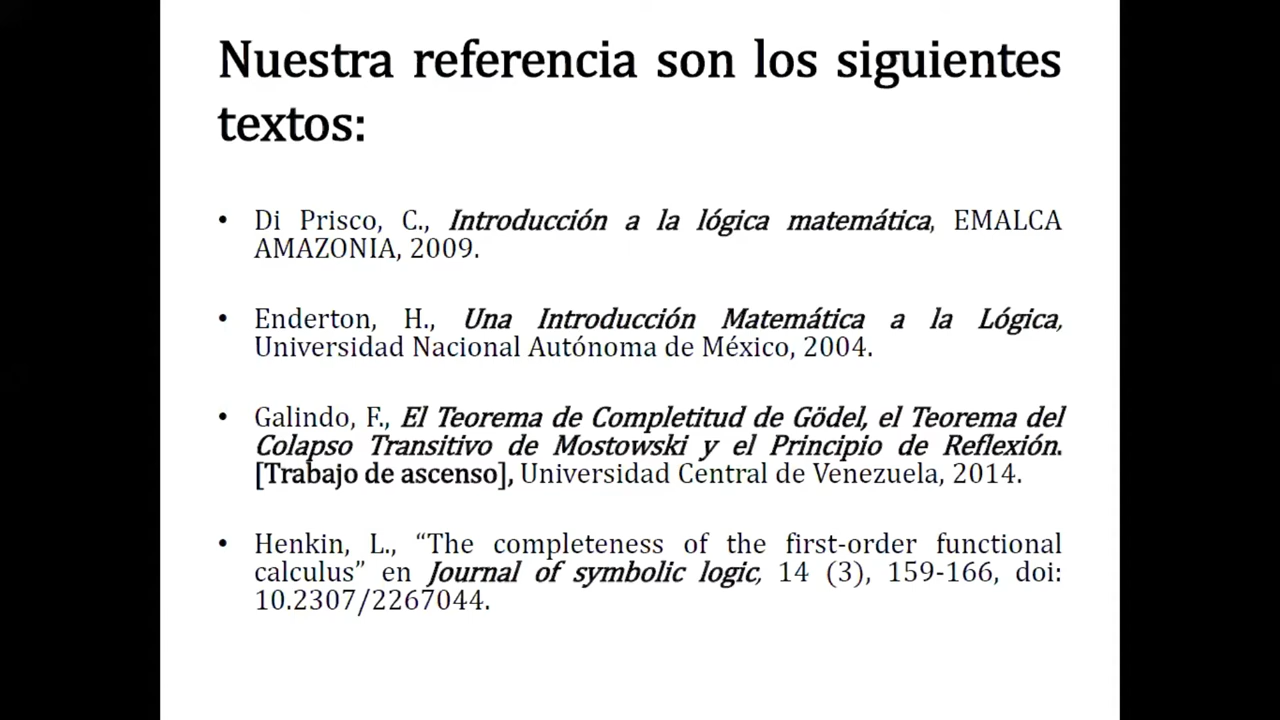 Nuestra referencia son los siguientes
textos:
• Di Prisco, C., Introducción a la lógica matemática, EMALCA
AMAZONIA, 2009.
• Enderton, H., Una Introducción Matemática a la Lógica,
Universidad Nacional Autónoma de México, 2004.
• Galindo, F., El Teorema de Completitud de Gödel, el Teorema del
Colapso Transitivo de Mostowski y el Principio de Reflexión.
[Trabajo de ascenso], Universidad Central de Venezuela, 2014.
• Henkin, L., “The completeness of the first-order functional
calculus” en Journal of symbolic logic, 14 (3), 159-166, doi:
10.2307/2267044.